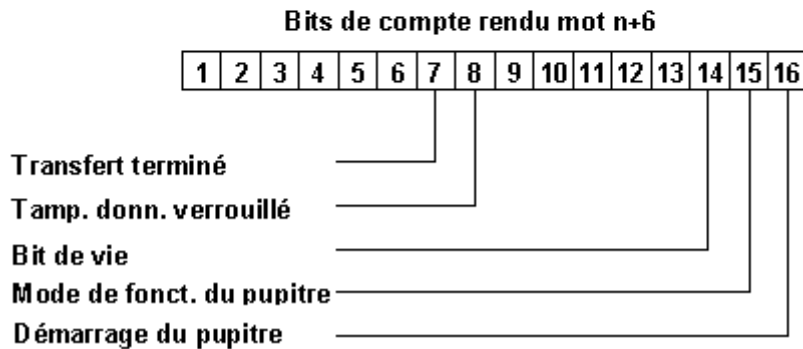 Bits de compte rendu mot n+6
1 2 3 4 5 6 7 8 9 10 11 12 13 14 15 16
Transfert terminé
Tamp. donn. verrouillé
Bit de vie
Mode de fonct. du pupitre
Démarrage du pupitre